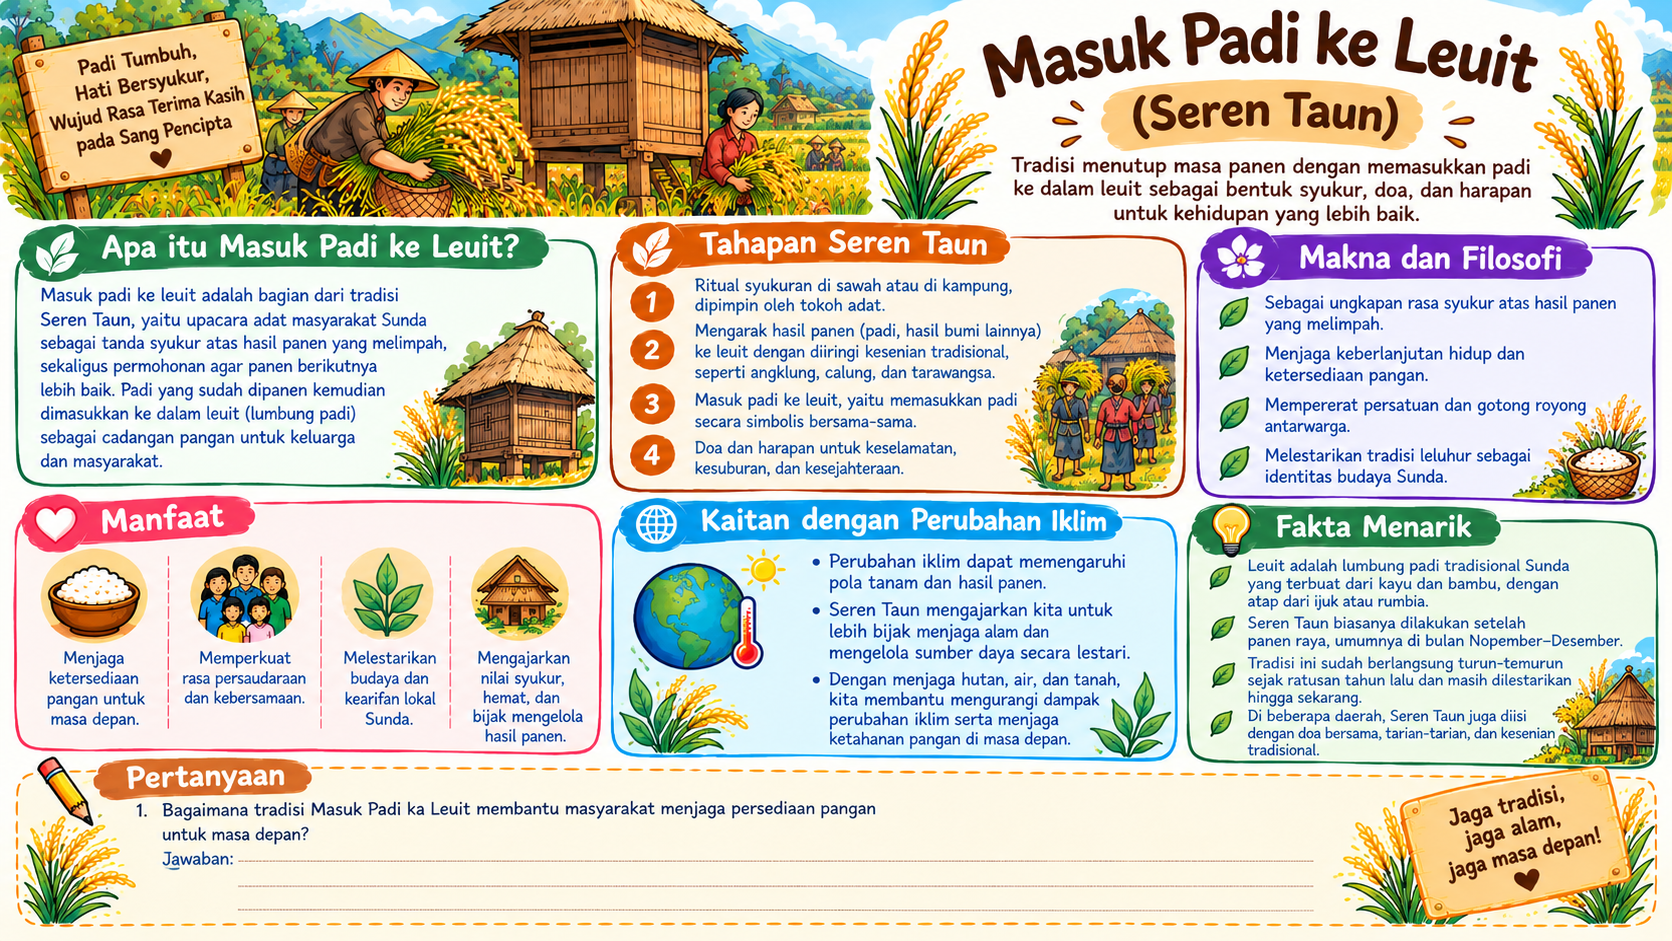 Padi Tumbuh,
Hati Bersyukur,
Wujud Rasa Terima Kasih
pada Sang Pencipta
Masuk Padi ke Leuit
(Seren Taun)
Tradisi menutup masa panen dengan memasukkan padi
ke dalam leuit sebagai bentuk syukur, doa, dan harapan
untuk kehidupan yang lebih baik.
Apa itu Masuk Padi ke Leuit?
Masuk padi ke leuit adalah bagian dari tradisi
Seren Taun, yaitu upacara adat masyarakat Sunda
sebagai tanda syukur atas hasil panen yang melimpah,
sekaligus permohonan agar panen berikutnya
lebih baik. Padi yang sudah dipanen kemudian
dimasukkan ke dalam leuit (lumbung padi)
sebagai cadangan pangan untuk keluarga
dan masyarakat.
Tahapan Seren Taun
1
Ritual syukuran di sawah atau di kampung,
dipimpin oleh tokoh adat.
2
Mengarak hasil panen (padi, hasil bumi lainnya)
ke leuit dengan diiringi kesenian tradisional,
seperti angklung, calung, dan tarawangsa.
3
Masuk padi ke leuit, yaitu memasukkan padi
secara simbolis bersama-sama.
4
Doa dan harapan untuk keselamatan,
kesuburan, dan kesejahteraan.
Makna dan Filosofi
Sebagai ungkapan rasa syukur atas hasil panen
yang melimpah.
Menjaga keberlanjutan hidup dan
ketersediaan pangan.
Mempererat persatuan dan gotong royong
antarwarga.
Melestarikan tradisi leluhur sebagai
identitas budaya Sunda.
Manfaat
Menjaga
ketersediaan
pangan untuk
masa depan.
Memperkuat
rasa persaudaraan
dan kebersamaan.
Melestarikan
budaya dan
kearifan lokal
Sunda.
Mengajarkan
nilai syukur,
hemat, dan
bijak mengelola
hasil panen.
Kaitan dengan Perubahan Iklim
• Perubahan iklim dapat memengaruhi
pola tanam dan hasil panen.
• Seren Taun mengajarkan kita untuk
lebih bijak menjaga alam dan
mengelola sumber daya secara lestari.
• Dengan menjaga hutan, air, dan tanah,
kita membantu mengurangi dampak
perubahan iklim serta menjaga
ketahanan pangan di masa depan.
Fakta Menarik
Leuit adalah lumbung padi tradisional Sunda
yang terbuat dari kayu dan bambu, dengan
atap dari ijuk atau rumbia.
Seren Taun biasanya dilakukan setelah
panen raya, umumnya di bulan Nopember–Desember.
Tradisi ini sudah berlangsung turun-temurun
sejak ratusan tahun lalu dan masih dilestarikan
hingga sekarang.
Di beberapa daerah, Seren Taun juga diisi
dengan doa bersama, tarian-tarian, dan kesenian
tradisional.
Pertanyaan
1. Bagaimana tradisi Masuk Padi ka Leuit membantu masyarakat menjaga persediaan pangan
untuk masa depan?
Jawaban:
Jaga tradisi,
jaga alam,
jaga masa depan!